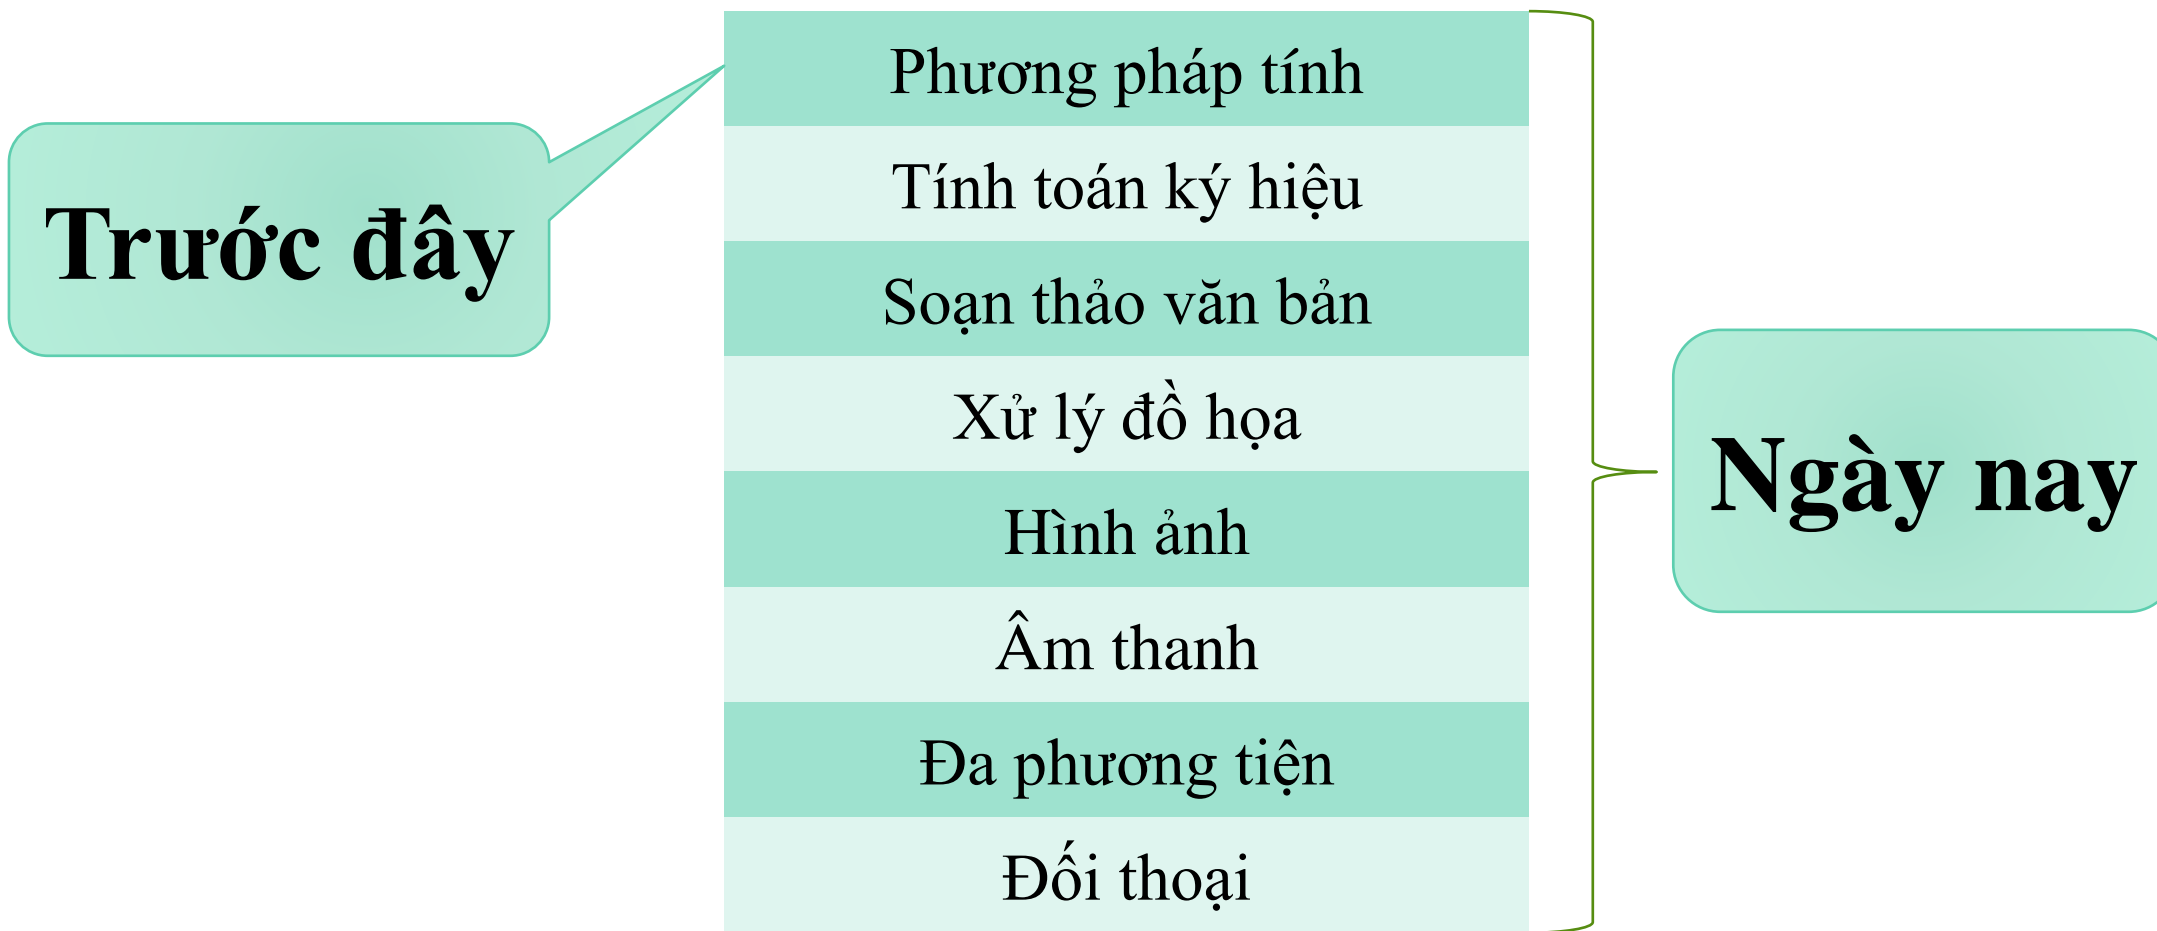 Trước đây
Phương pháp tính
Tính toán ký hiệu
Soạn thảo văn bản
Xử lý đồ họa
Hình ảnh
Âm thanh
Đa phương tiện
Đối thoại
Ngày nay